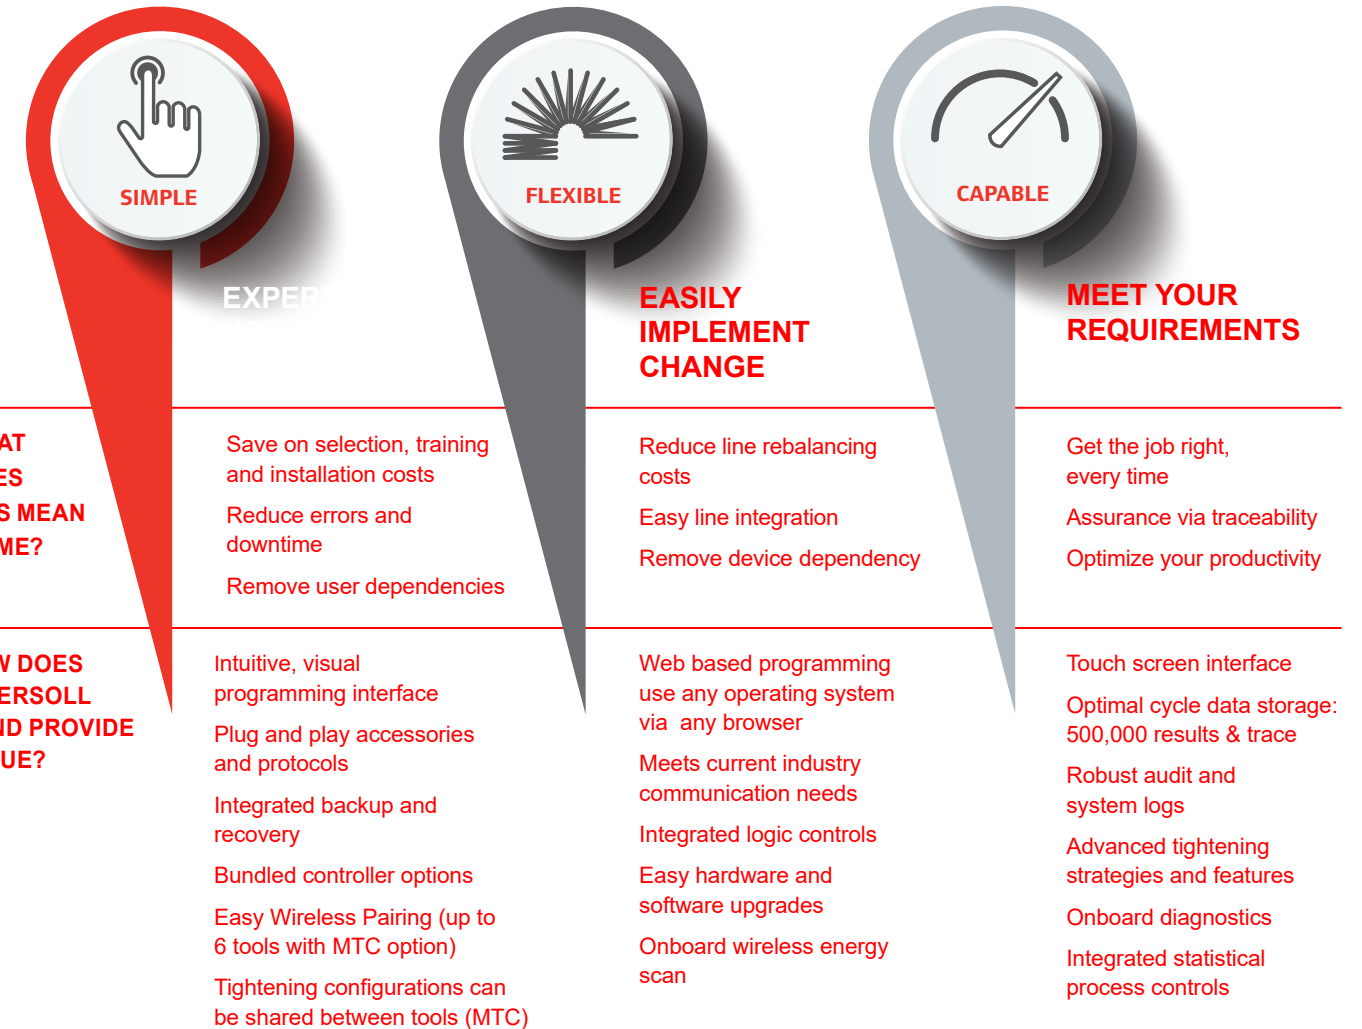 SIMPLE
FLEXIBLE
CAPABLE
EASILY
IMPLEMENT
CHANGE
MEET YOUR
REQUIREMENTS
MEAN
ME?
Save on selection, training
and installation costs
Reduce errors and
downtime
Remove user dependencies
Reduce line rebalancing
costs
Easy line integration
Remove device dependency
Get the job right,
every time
Assurance via traceability
Optimize your productivity
DOES
PROVIDE
Intuitive, visual
programming interface
Plug and play accessories
and protocols
Integrated backup and
recovery
Bundled controller options
Easy Wireless Pairing (up to
6 tools with MTC option)
Tightening configurations can
be shared between tools (MTC)
Web based programming
use any operating system
via any browser
Meets current industry
communication needs
Integrated logic controls
Easy hardware and
software upgrades
Onboard wireless energy
scan
Touch screen interface
Optimal cycle data storage:
500,000 results & trace
Robust audit and
system logs
Advanced tightening
strategies and features
Onboard diagnostics
Integrated statistical
process controls